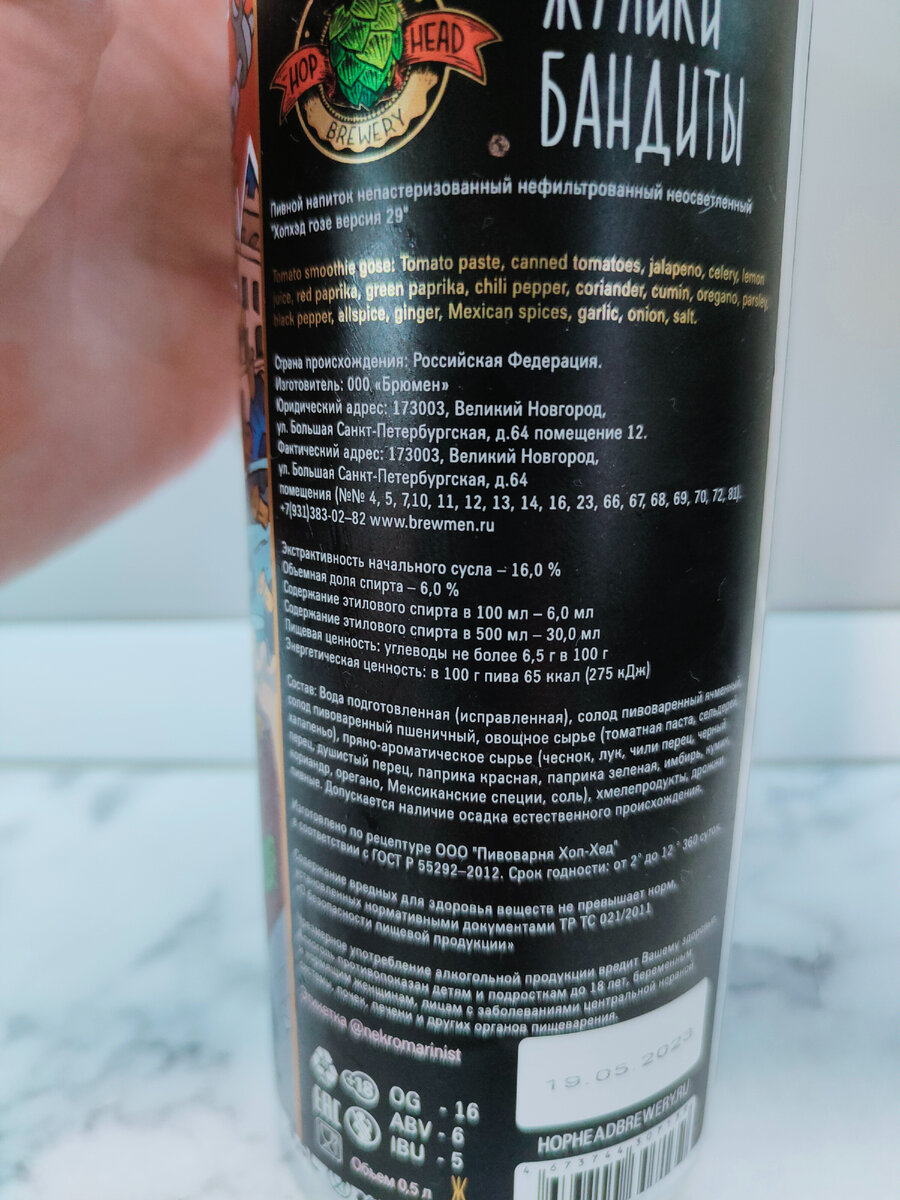 HOP HEAD
BREWERY
ЖУЛИКИ
БАНДИТЫ
Пивной напиток непастеризованный нефильтрованный неосветленный
"Хопхэд гозе версия 29"
Tomato smoothie gose: Tomato paste, canned tomatoes, jalapeno, celery, lemon
juice, red paprika, green paprika, chili pepper, coriander, cumin, oregano, parsley,
black pepper, allspice, ginger, Mexican spices, garlic, onion, salt.
Страна происхождения: Российская Федерация.
Изготовитель: ООО «Брюмен»
Юридический адрес: 173003, Великий Новгород,
ул. Большая Санкт-Петербургская, д.64 помещение 12.
Фактический адрес: 173003, Великий Новгород,
ул. Большая Санкт-Петербургская, д.64
помещения (№№ 4, 5, 7,10, 11, 12, 13, 14, 16, 23, 66, 67, 68, 69, 70, 72, 81).
+7(931)383-02-82 www.brewmen.ru
Экстрактивность начального сусла – 16,0 %
Объемная доля спирта – 6,0 %
Содержание этилового спирта в 100 мл – 6,0 мл
Содержание этилового спирта в 500 мл – 30,0 мл
Пищевая ценность: углеводы не более 6,5 г в 100 г
Энергетическая ценность: в 100 г пива 65 ккал (275 кДж)
Состав: Вода подготовленная (исправленная), солод пивоваренный ячменный,
солод пивоваренный пшеничный, овощное сырье (томатная паста, сельдерей,
халапеньо), пряно-ароматическое сырье (чеснок, лук, чили перец, черный
перец, душистый перец, паприка красная, паприка зеленая, имбирь, кумин,
кориандр, орегано, Мексиканские специи, соль), хмелепродукты, дрожжи
пивные. Допускается наличие осадка естественного происхождения.
Изготовлено по рецептуре ООО "Пивоварня Хоп-Хед"
в соответствии с ГОСТ Р 55292–2012. Срок годности: от 2° до 12° 360 суток.
Содержание вредных для здоровья веществ не превышает норм,
установленных нормативными документами ТР ТС 021/2011
«О безопасности пищевой продукции»
Чрезмерное употребление алкогольной продукции вредит Вашему здоровью.
Алкоголь противопоказан детям и подросткам до 18 лет, беременным
и кормящим женщинам, лицам с заболеваниями центральной нервной
системы, почек, печени и других органов пищеварения.
этикетка @nekromarinist
19.05.2023
<18
EAC
OG - 16
ABV - 6
IBU - 5
Объем 0,5 л
HOPHEADBREWERY.RU